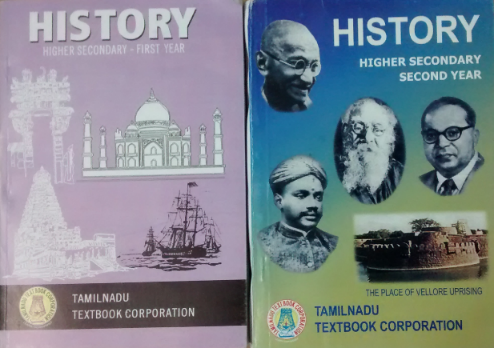 HISTORY
HIGHER SECONDARY - FIRST YEAR
TAMILNADU
TEXTBOOK CORPORATION
HISTORY
HIGHER SECONDARY
SECOND YEAR
THE PLACE OF VELLORE UPRISING
TAMILNADU
TEXTBOOK CORPORATION